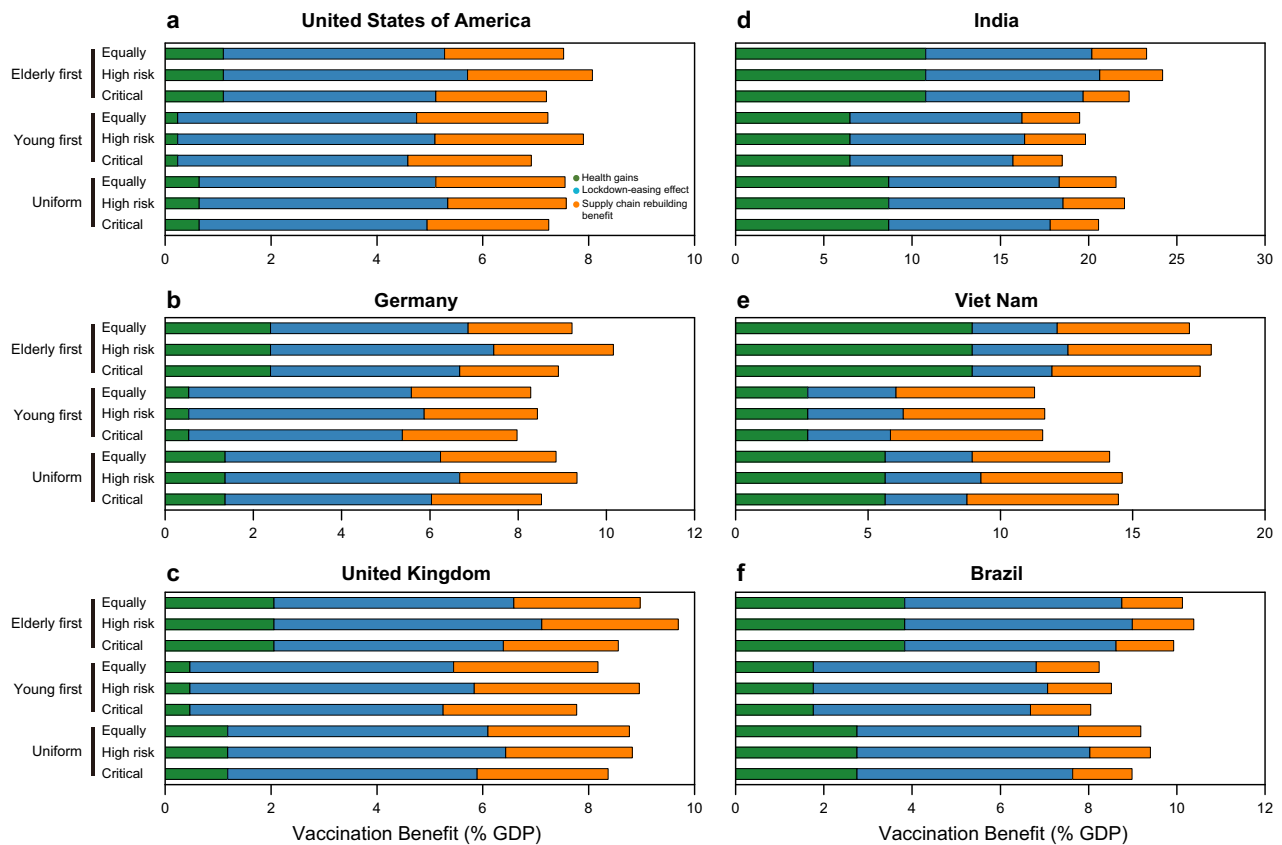 a
United States of America
Elderly first
Equally
High risk
Critical
Young first
Equally
High risk
Critical
Uniform
Equally
High risk
Critical
Health gains
Lockdown-easing effect
Supply chain rebuilding
benefit
0 2 4 6 8 10
d
India
0 5 10 15 20 25 30
b
Germany
Elderly first
Equally
High risk
Critical
Young first
Equally
High risk
Critical
Uniform
Equally
High risk
Critical
0 2 4 6 8 10 12
e
Viet Nam
0 5 10 15 20
c
United Kingdom
Elderly first
Equally
High risk
Critical
Young first
Equally
High risk
Critical
Uniform
Equally
High risk
Critical
0 2 4 6 8 10
Vaccination Benefit (% GDP)
f
Brazil
0 2 4 6 8 10 12
Vaccination Benefit (% GDP)